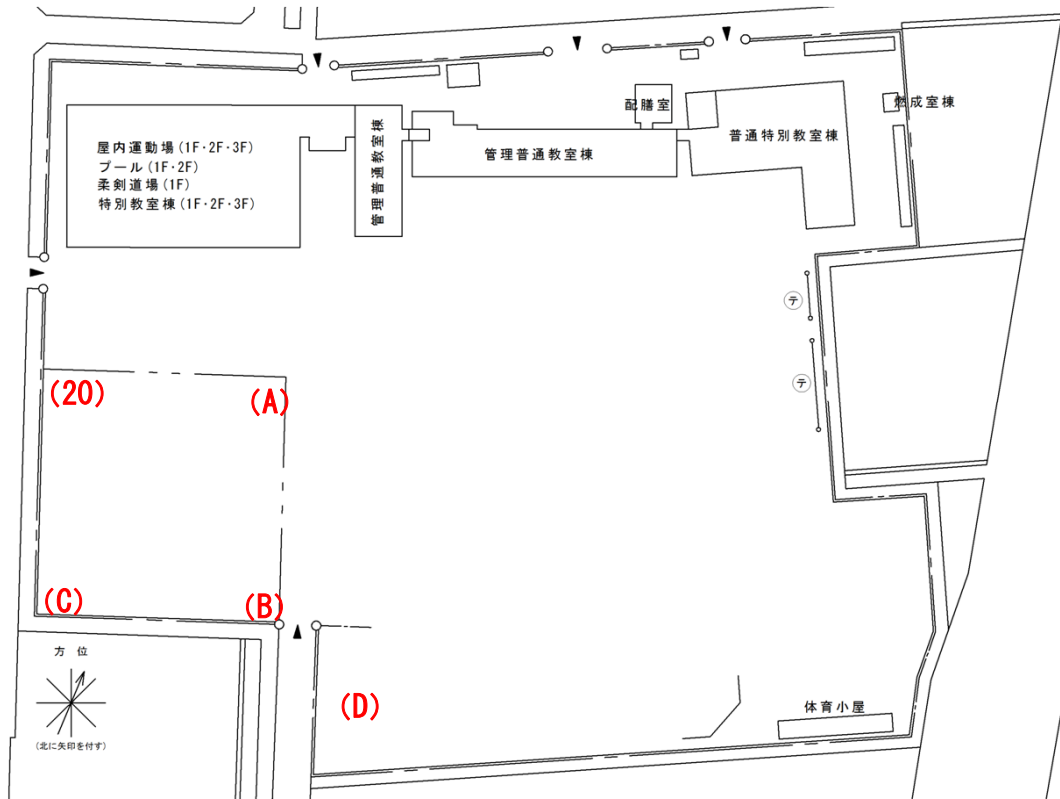 配膳室
燃成室棟
普通特別教室棟
管理普通教室棟
管理普通教室棟
屋内運動場(1F・2F・3F)
プール(1F・2F)
柔剣道場(1F)
特別教室棟(1F・2F・3F)
テ
テ
(20)
(A)
(C)
(B)
(D)
方位
(北に矢印を付す)
体育小屋